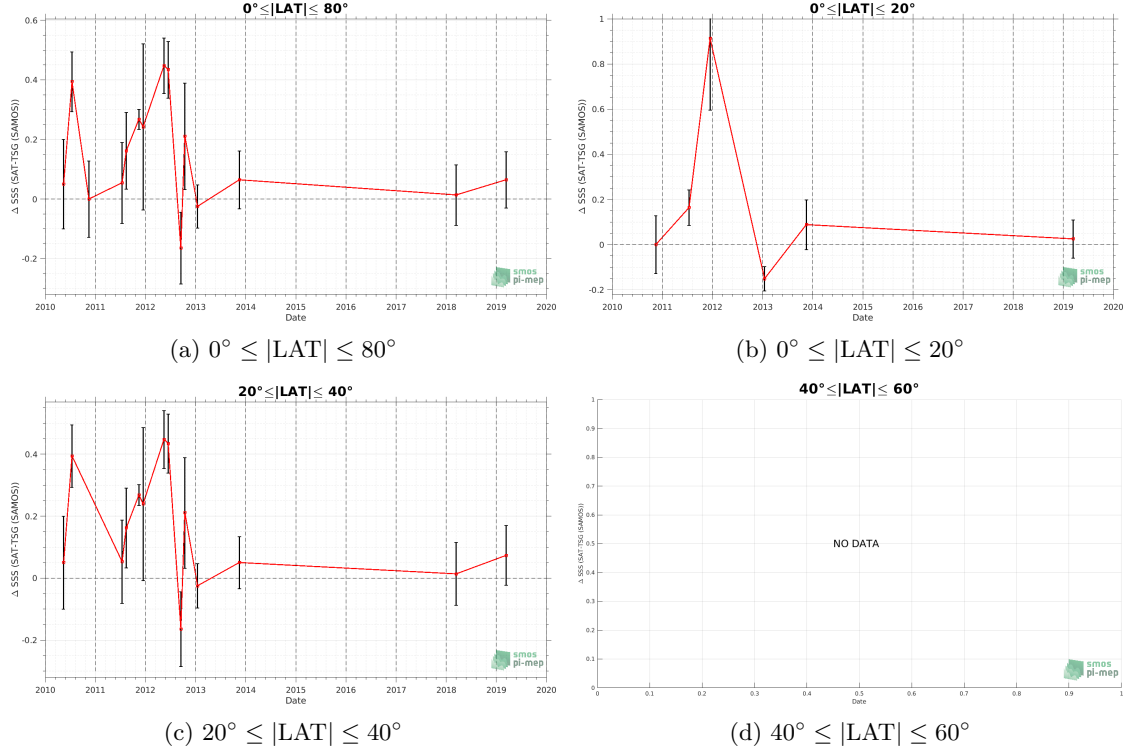 0°≤|LAT|≤ 80°
Δ SSS (SAT-TSG (SAMOS))
0.6
0.4
0.2
0
-0.2
2010 2011 2012 2013 2014 2015 2016 2017 2018 2019 2020
Date
smos
pi-mep
(a) 0° ≤ |LAT| ≤ 80°
0°≤|LAT|≤ 20°
Δ SSS (SAT-TSG (SAMOS))
1
0.8
0.6
0.4
0.2
0
-0.2
2010 2011 2012 2013 2014 2015 2016 2017 2018 2019 2020
Date
smos
pi-mep
(b) 0° ≤ |LAT| ≤ 20°
20°≤|LAT|≤ 40°
Δ SSS (SAT-TSG (SAMOS))
0.4
0.2
0
-0.2
2010 2011 2012 2013 2014 2015 2016 2017 2018 2019 2020
Date
smos
pi-mep
(c) 20° ≤ |LAT| ≤ 40°
40°≤|LAT|≤ 60°
Δ SSS (SAT-TSG (SAMOS))
1
0.9
0.8
0.7
0.6
0.5
0.4
0.3
0.2
0.1
0
NO DATA
0 0.1 0.2 0.3 0.4 0.5 0.6 0.7 0.8 0.9 1
Date
smos
pi-mep
(d) 40° ≤ |LAT| ≤ 60°